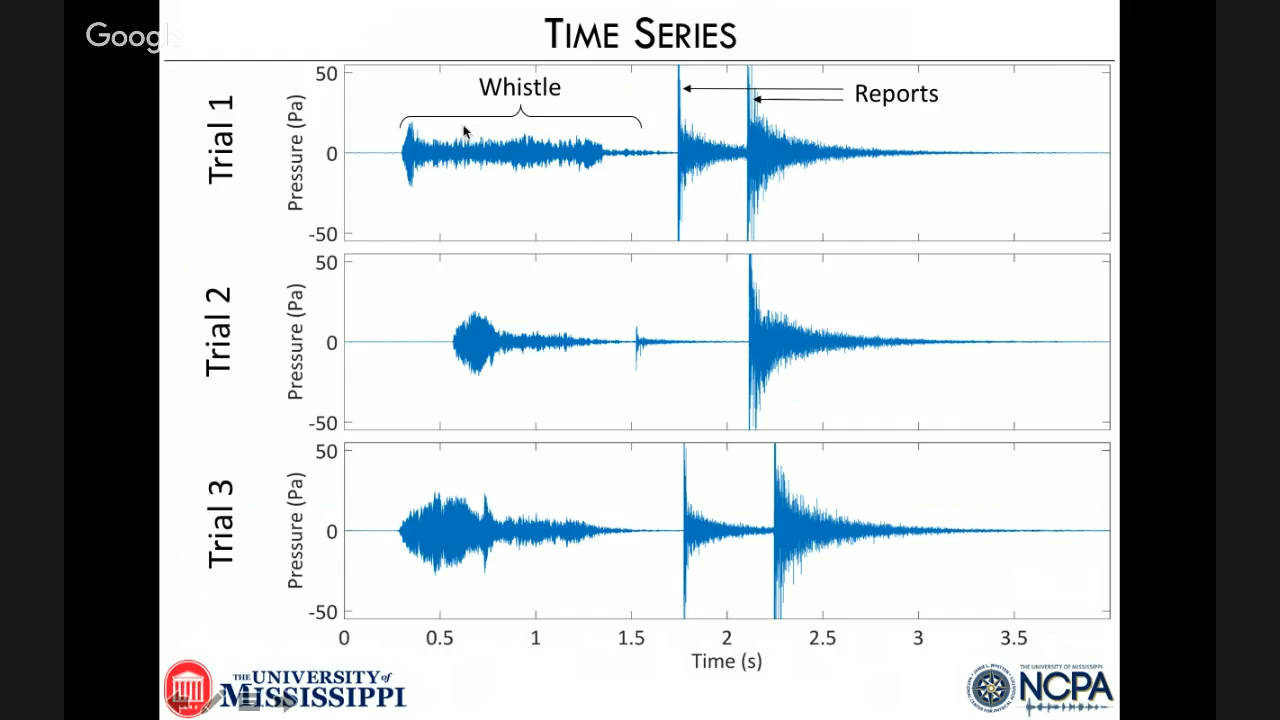 Google
TIME SERIES
Trial 1
Pressure (Pa)
50
0
-50
Whistle
Reports
Trial 2
Pressure (Pa)
50
0
-50
Trial 3
Pressure (Pa)
50
0
-50
0 0.5 1 1.5 2 2.5 3 3.5
Time (s)
THE UNIVERSITY of
MISSISSIPPI
THE UNIVERSITY OF MISSISSIPPI
NCPA